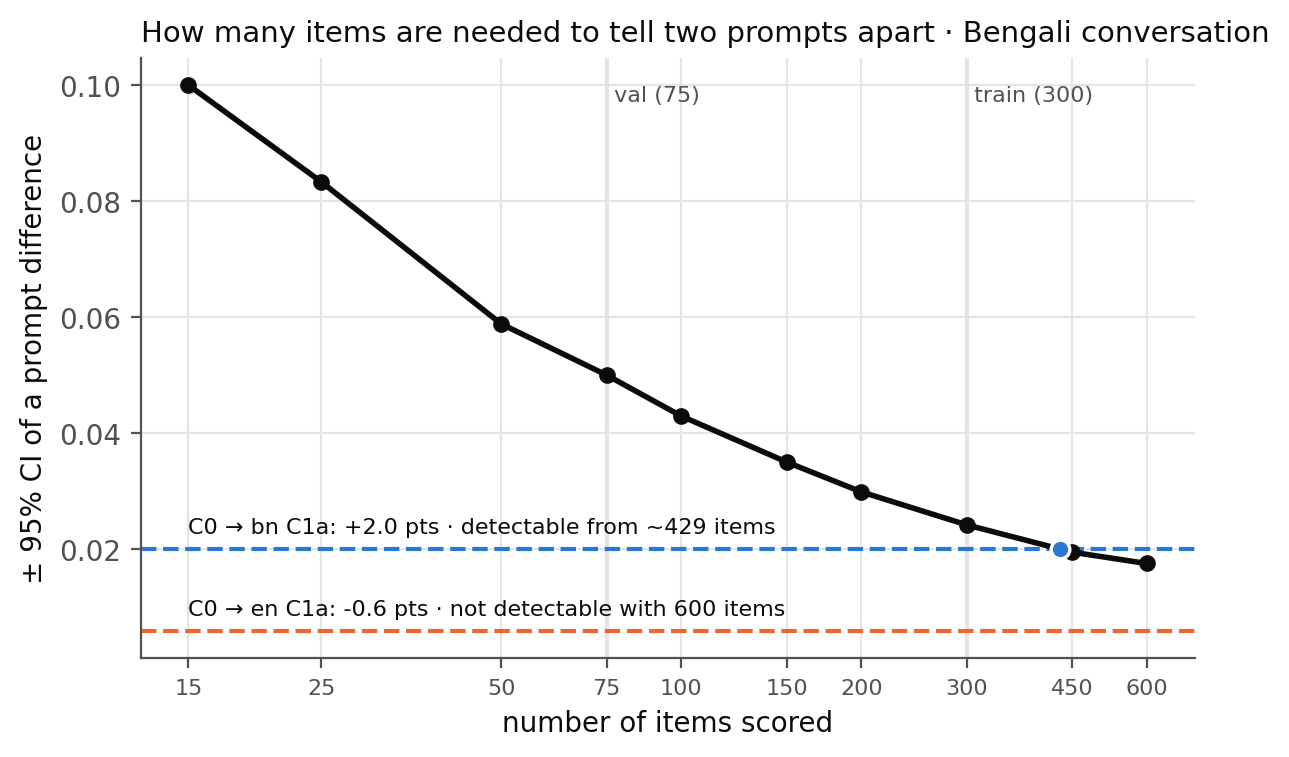 How many items are needed to tell two prompts apart · Bengali conversation
± 95% CI of a prompt difference
0.10
0.08
0.06
0.04
0.02
val (75)
train (300)
C0 → bn C1a: +2.0 pts · detectable from ~429 items
C0 → en C1a: -0.6 pts · not detectable with 600 items
15 25 50 75 100 150 200 300 450 600
number of items scored